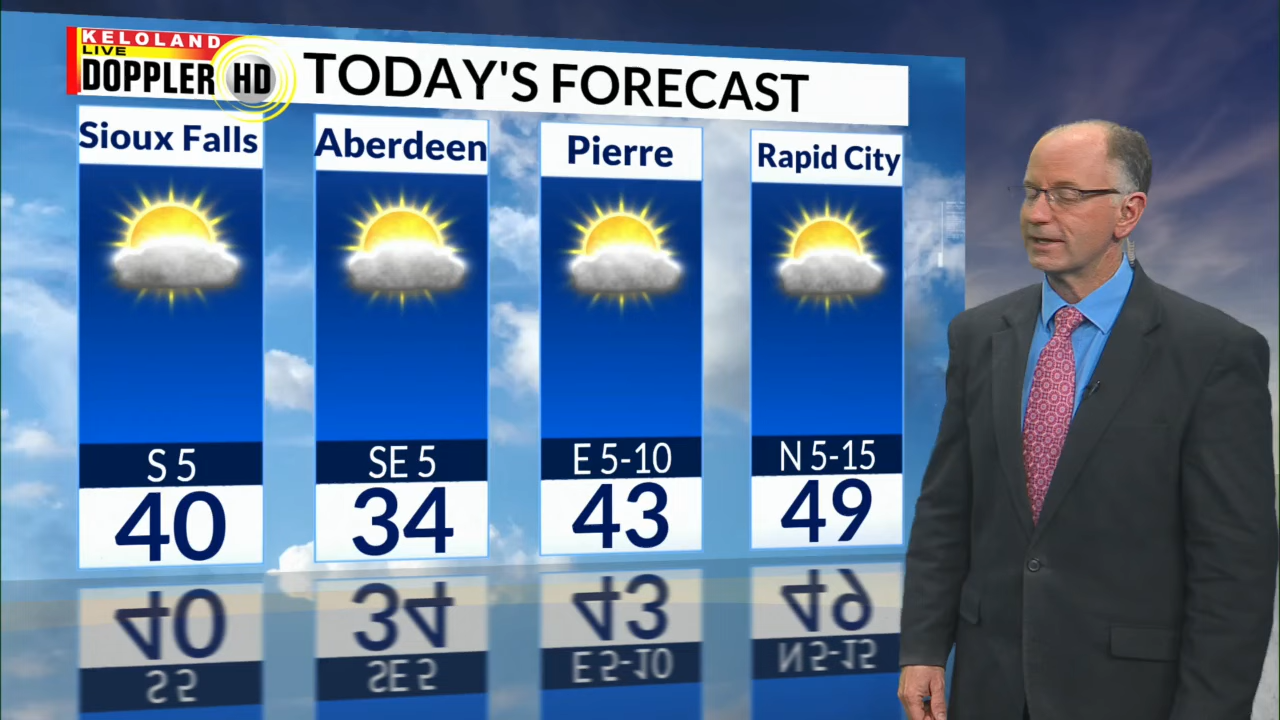 KELOLAND
LIVE
DOPPLER HD
TODAY'S FORECAST
Sioux Falls
S 5
40
Aberdeen
SE 5
34
Pierre
E 5-10
43
Rapid City
N 5-15
49